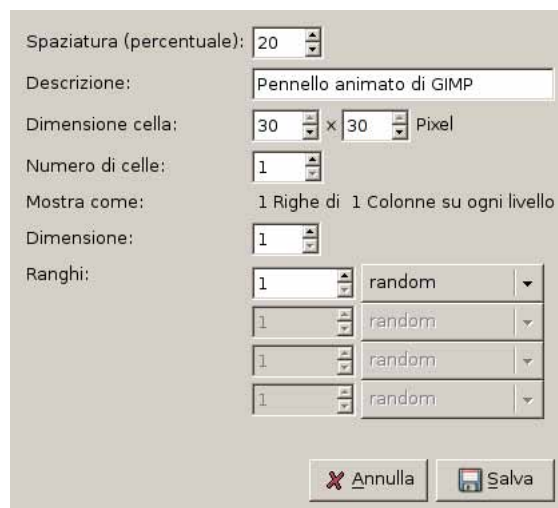 Spaziatura (percentuale): 20
Descrizione: Pennello animato di GIMP
Dimensione cella: 30 x 30 Pixel
Numero di celle: 1
Mostra come: 1 Righe di 1 Colonne su ogni livello
Dimensione: 1
Ranghi: 1 random
1 random
1 random
1 random
Annulla Salva